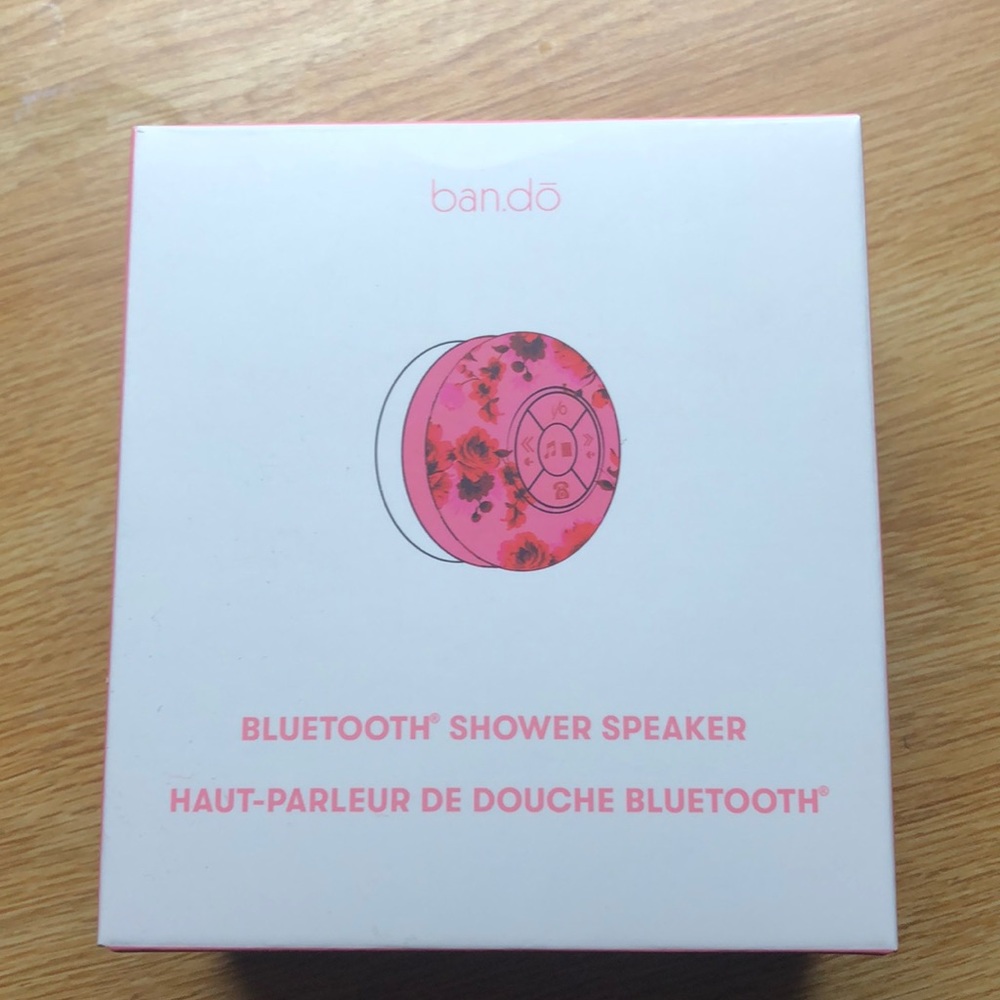 ban.dō
BLUETOOTH® SHOWER SPEAKER
HAUT-PARLEUR DE DOUCHE BLUETOOTH®